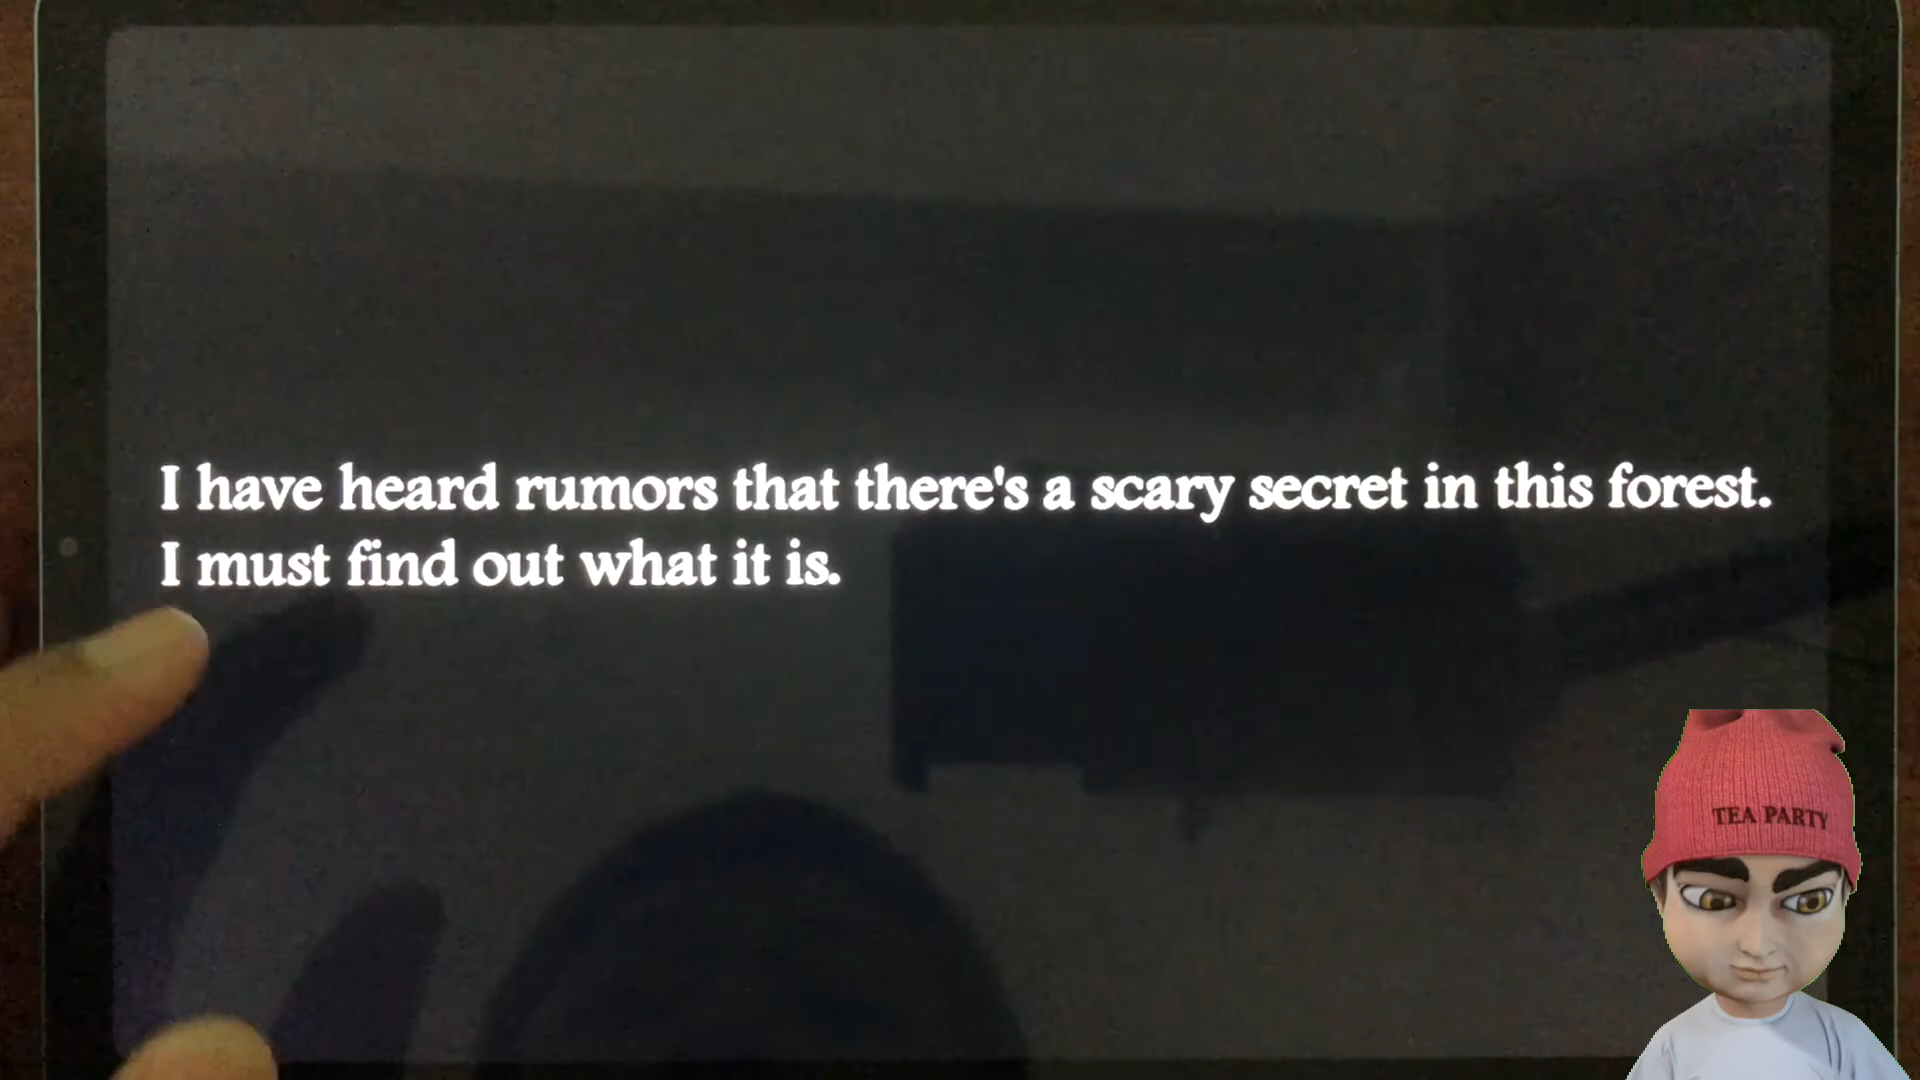 I have heard rumors that there's a scary secret in this forest.
I must find out what it is.
TEA PARTY